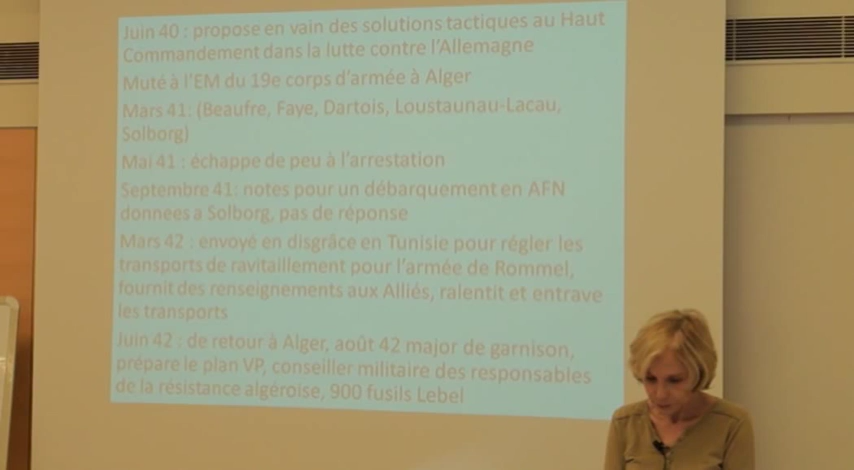 Juin 40 : propose en vain des solutions tactiques au Haut
Commandement dans la lutte contre l'Allemagne
Muté à l'EM du 19e corps d'armée à Alger
Mars 41: (Beaufre, Faye, Dartois, Loustaunau-Lacau,
Solborg)
Mai 41 : échappe de peu à l'arrestation
Septembre 41: notes pour un débarquement en AFN
donnees a Solborg, pas de réponse
Mars 42 : envoyé en disgrâce en Tunisie pour régler les
transports de ravitaillement pour l'armée de Rommel,
fournit des renseignements aux Alliés, ralentit et entrave
les transports
Juin 42 : de retour à Alger, août 42 major de garnison,
prépare le plan VP, conseiller militaire des responsables
de la résistance algéroise, 900 fusils Lebel